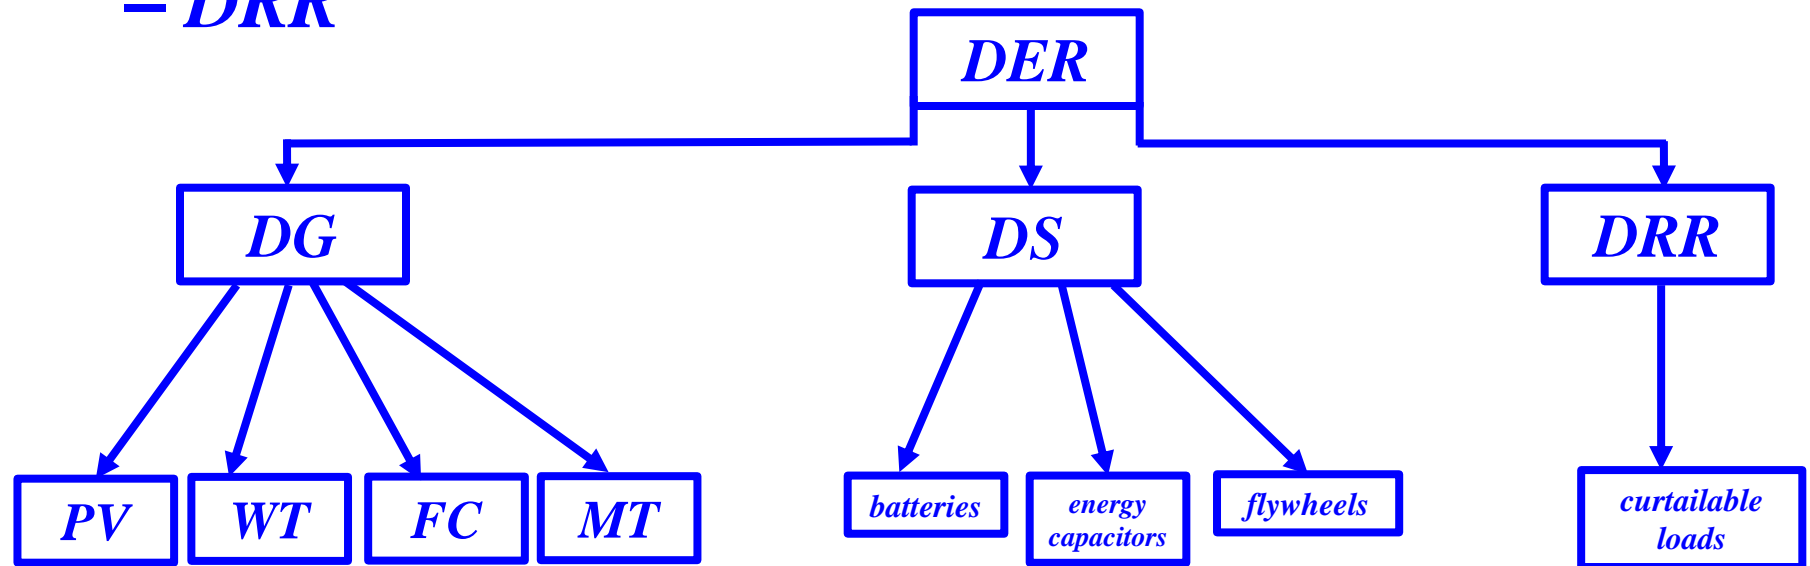 – DRR
DER
DG
DS
DRR
PV
WT
FC
MT
batteries
energy
capacitors
flywheels
curtailable
loads